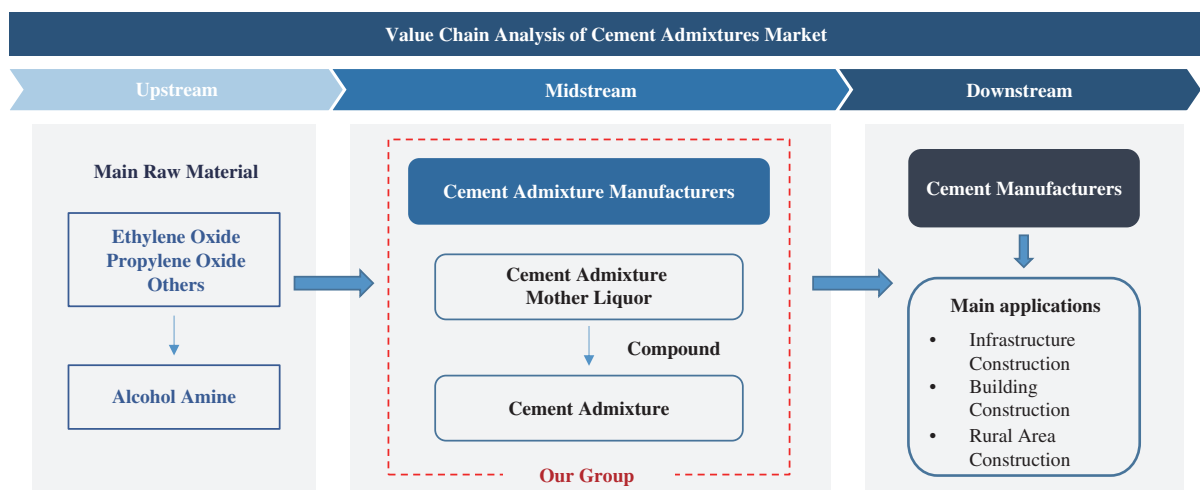 Value Chain Analysis of Cement Admixtures Market
Upstream
Midstream
Downstream
Main Raw Material
Ethylene Oxide
Propylene Oxide
Others
Alcohol Amine
Cement Admixture Manufacturers
Cement Admixture
Mother Liquor
Compound
Cement Admixture
Our Group
Cement Manufacturers
Main applications
• Infrastructure
Construction
• Building
Construction
• Rural Area
Construction